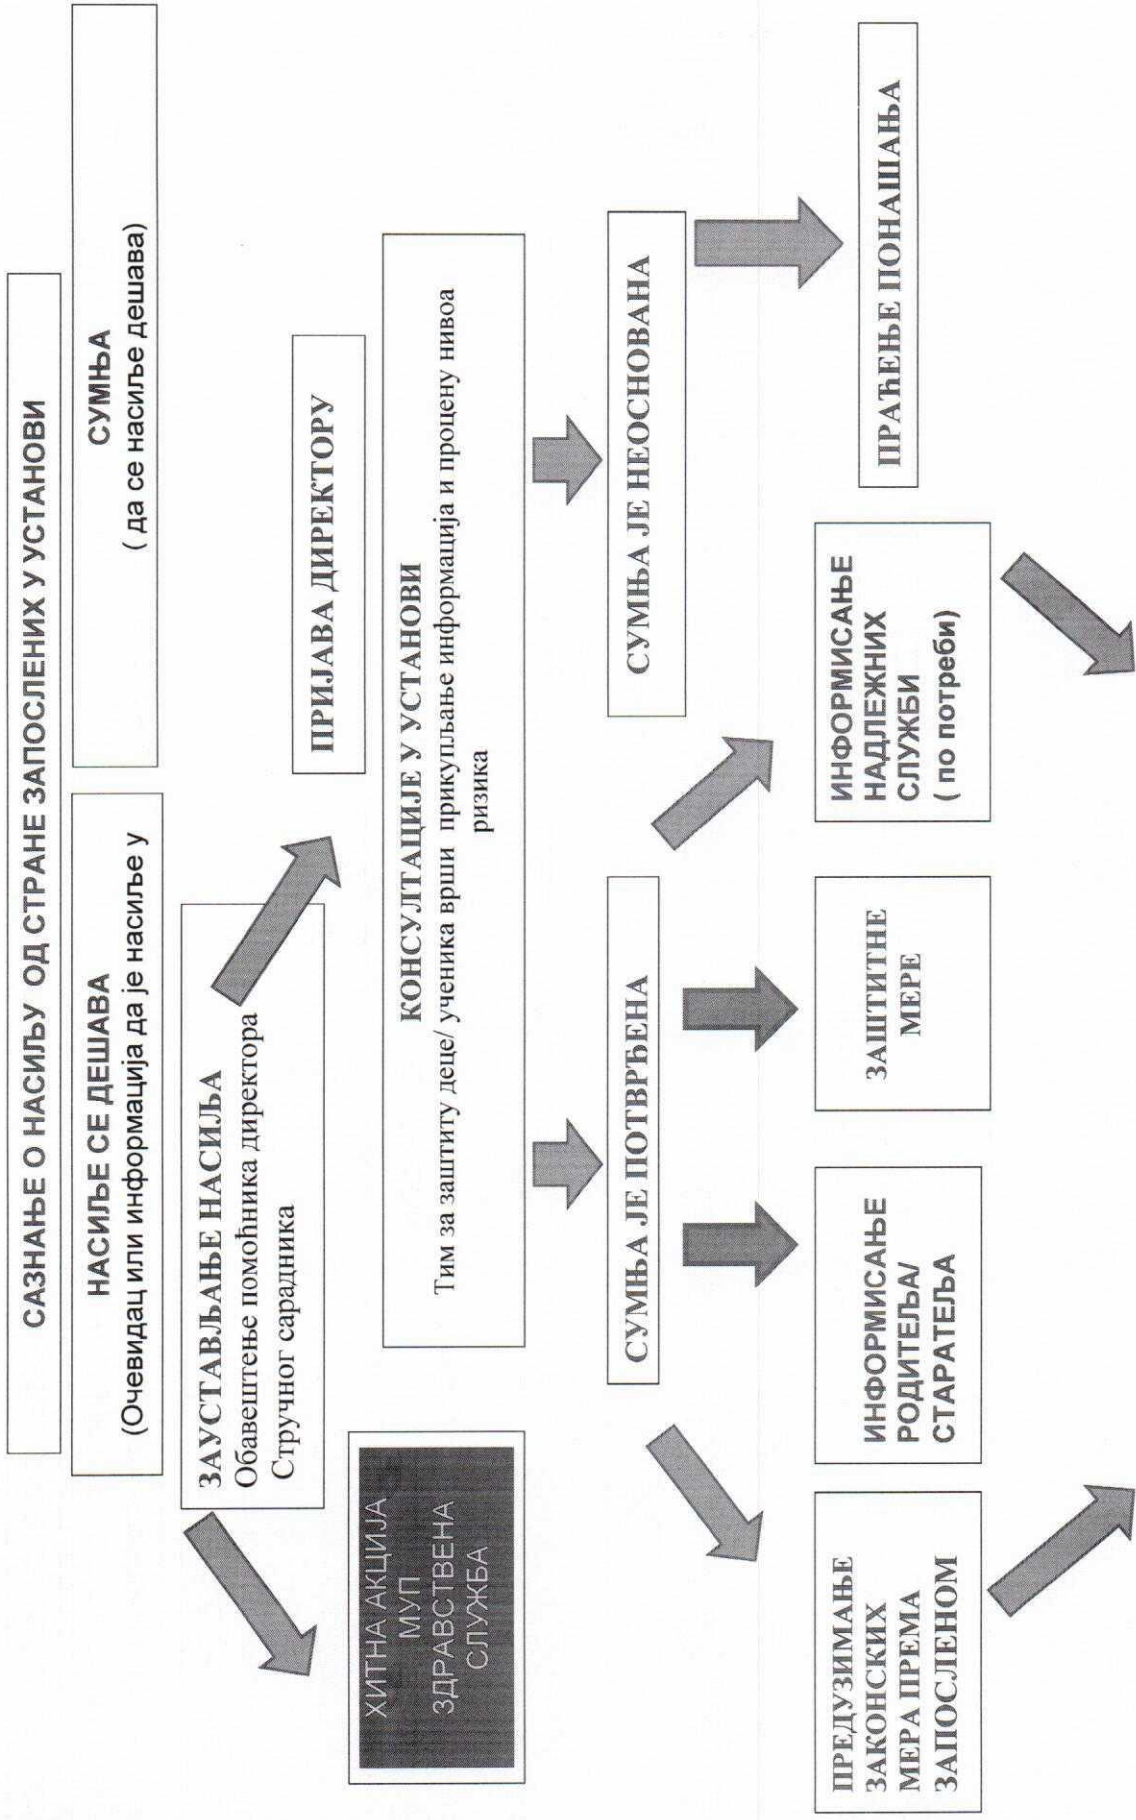 САЗНАЊЕ О НАСИЉУ ОД СТРАНЕ ЗАПОСЛЕНИХ У УСТАНОВИ
НАСИЉЕ СЕ ДЕШАВА
(Очевидац или информација да је насиље у
СУМЊА
( да се насиље дешава)
ЗАУСТАВЉАЊЕ НАСИЉА
Обавештење помоћника директора
Стручног сарадника
ПРИЈАВА ДИРЕКТОРУ
ХИТНА АКЦИЈА
МУП
ЗДРАВСТВЕНА
СЛУЖБА
КОНСУЛТАЦИЈЕ У УСТАНОВИ
Тим за заштиту деце/ ученика врши прикупљање информација и процену нивоа
ризика
СУМЊА ЈЕ ПОТВРЂЕНА
СУМЊА ЈЕ НЕОСНОВАНА
ПРЕДУЗИМАЊЕ
ЗАКОНСКИХ
МЕРА ПРЕМА
ЗАПОСЛЕНОМ
ИНФОРМИСАЊЕ
РОДИТЕЉА/
СТАРАТЕЉА
ЗАШТИТНЕ
МЕРЕ
ИНФОРМИСАЊЕ
НАДЛЕЖНИХ
СЛУЖБИ
( по потреби)
ПРАЋЕЊЕ ПОНАШАЊА